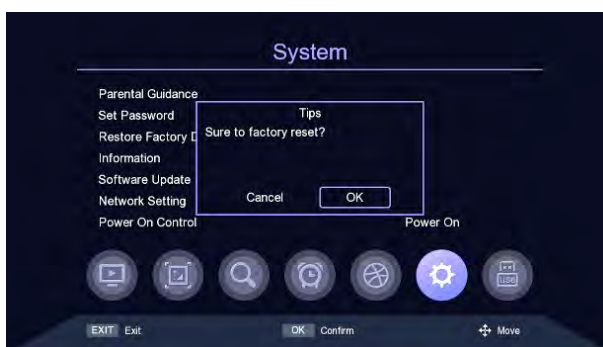 System
Parental Guidance
Set Password
Restore Factory D
Information
Software Update
Network Setting
Power On Control
Power On
Tips
Sure to factory reset?
Cancel
OK
USB
EXIT Exit
OK Confirm
Move